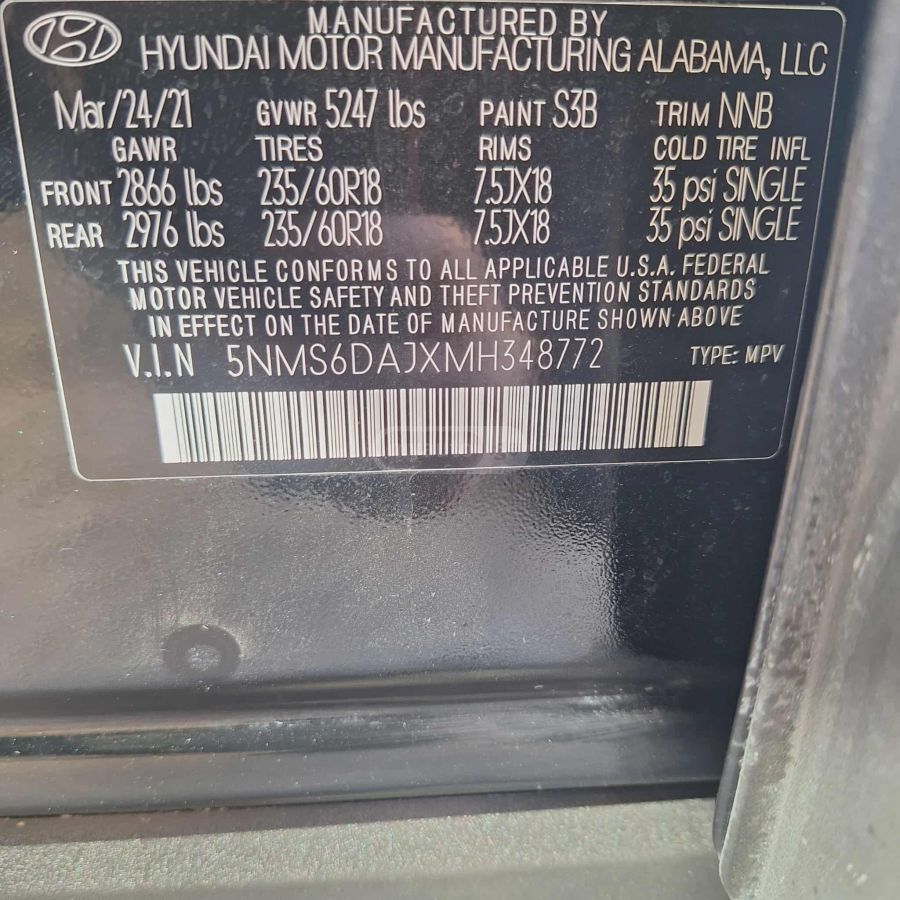 MANUFACTURED BY
HYUNDAI MOTOR MANUFACTURING ALABAMA, LLC
Mar/24/21 GVWR 5247 lbs PAINT S3B TRIM NNB
GAWR TIRES RIMS COLD TIRE INFL
FRONT 2866 lbs 235/60R18 7.5JX18 35 psi SINGLE
REAR 2976 lbs 235/60R18 7.5JX18 35 psi SINGLE
THIS VEHICLE CONFORMS TO ALL APPLICABLE U.S.A. FEDERAL
MOTOR VEHICLE SAFETY AND THEFT PREVENTION STANDARDS
IN EFFECT ON THE DATE OF MANUFACTURE SHOWN ABOVE
V.I.N 5NMS6DAJXMH348772 TYPE: MPV